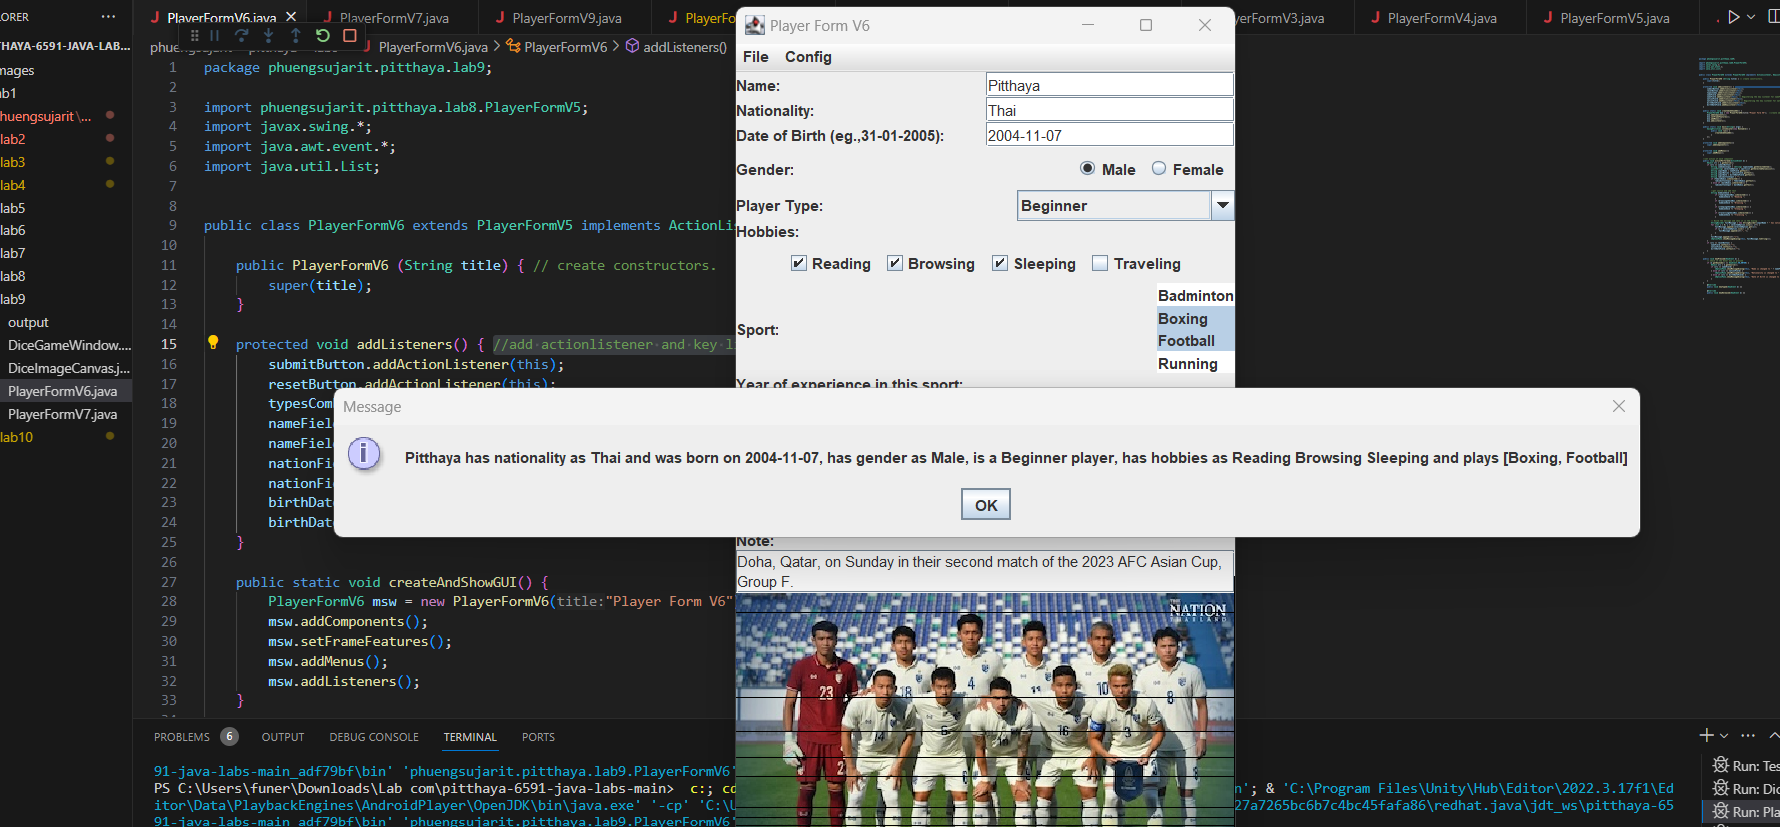 ORER
PlayerFormV6.java
PlayerFormV7.java
PlayerFormV9.java
PlayerFo
erFormV3.java
PlayerFormV4.java
PlayerFormV5.java
THAYA-6591-JAVA-LAB...
mages
ab1
huengsujarit\...
lab2
lab3
lab4
lab5
lab6
lab7
lab8
lab9
output
DiceGameWindow....
DiceImageCanvas.j...
PlayerFormV6.java
PlayerFormV7.java
lab10
PlayerFormV6.java > PlayerFormV6 > addListeners()
1 package phuengsujarit.pitthaya.lab9;
2
3 import phuengsujarit.pitthaya.lab8.PlayerFormV5;
4 import javax.swing.*;
5 import java.awt.event.*;
6 import java.util.List;
7
8
9 public class PlayerFormV6 extends PlayerFormV5 implements ActionLis
10
11 public PlayerFormV6 (String title) { // create constructors.
12 super(title);
13 }
14
15 protected void addListeners() { //add actionlistener and key li
16 submitButton.addActionListener(this);
17 resetButton.addActionListener(this);
18 typesCom
19 nameFiel
20 nameFiel
21 nationFi
22 nationFi
23 birthDat
24 birthDat
25 }
26
27 public static void createAndShowGUI() {
28 PlayerFormV6 msw = new PlayerFormV6(title:"Player Form V6"
29 msw.addComponents();
30 msw.setFrameFeatures();
31 msw.addMenus();
32 msw.addListeners();
33 }
Player Form V6
File Config
Name: Pitthaya
Nationality: Thai
Date of Birth (eg.,31-01-2005): 2004-11-07
Gender: Male Female
Player Type: Beginner
Hobbies:
Reading Browsing Sleeping Traveling
Sport:
Badminton
Boxing
Football
Running
Year of experience in this sport:
Message
Pitthaya has nationality as Thai and was born on 2004-11-07, has gender as Male, is a Beginner player, has hobbies as Reading Browsing Sleeping and plays [Boxing, Football]
OK
Note:
Doha, Qatar, on Sunday in their second match of the 2023 AFC Asian Cup,
Group F.
THE
NATION
THAILAND
23
18
4
10
8
14
5
3
PROBLEMS 6 OUTPUT DEBUG CONSOLE TERMINAL PORTS
91-java-labs-main_adf79bf\bin' 'phuengsujarit.pitthaya.lab9.PlayerFormV6'
PS C:\Users\funer\Downloads\Lab com\pitthaya-6591-java-labs-main> c:; cd
n'; & 'C:\Program Files\Unity\Hub\Editor\2022.3.17f1\Ed
itor\Data\PlaybackEngines\AndroidPlayer\OpenJDK\bin\java.exe' '-cp' 'C:\U
27a7265bc6b7c4bc45fafa86\redhat.java\jdt_ws\pitthaya-65
91-java-labs-main_adf79bf\bin' 'phuengsujarit.pitthaya.lab9.PlayerFormV6'
Run: Tes
Run: Dic
Run: Pla